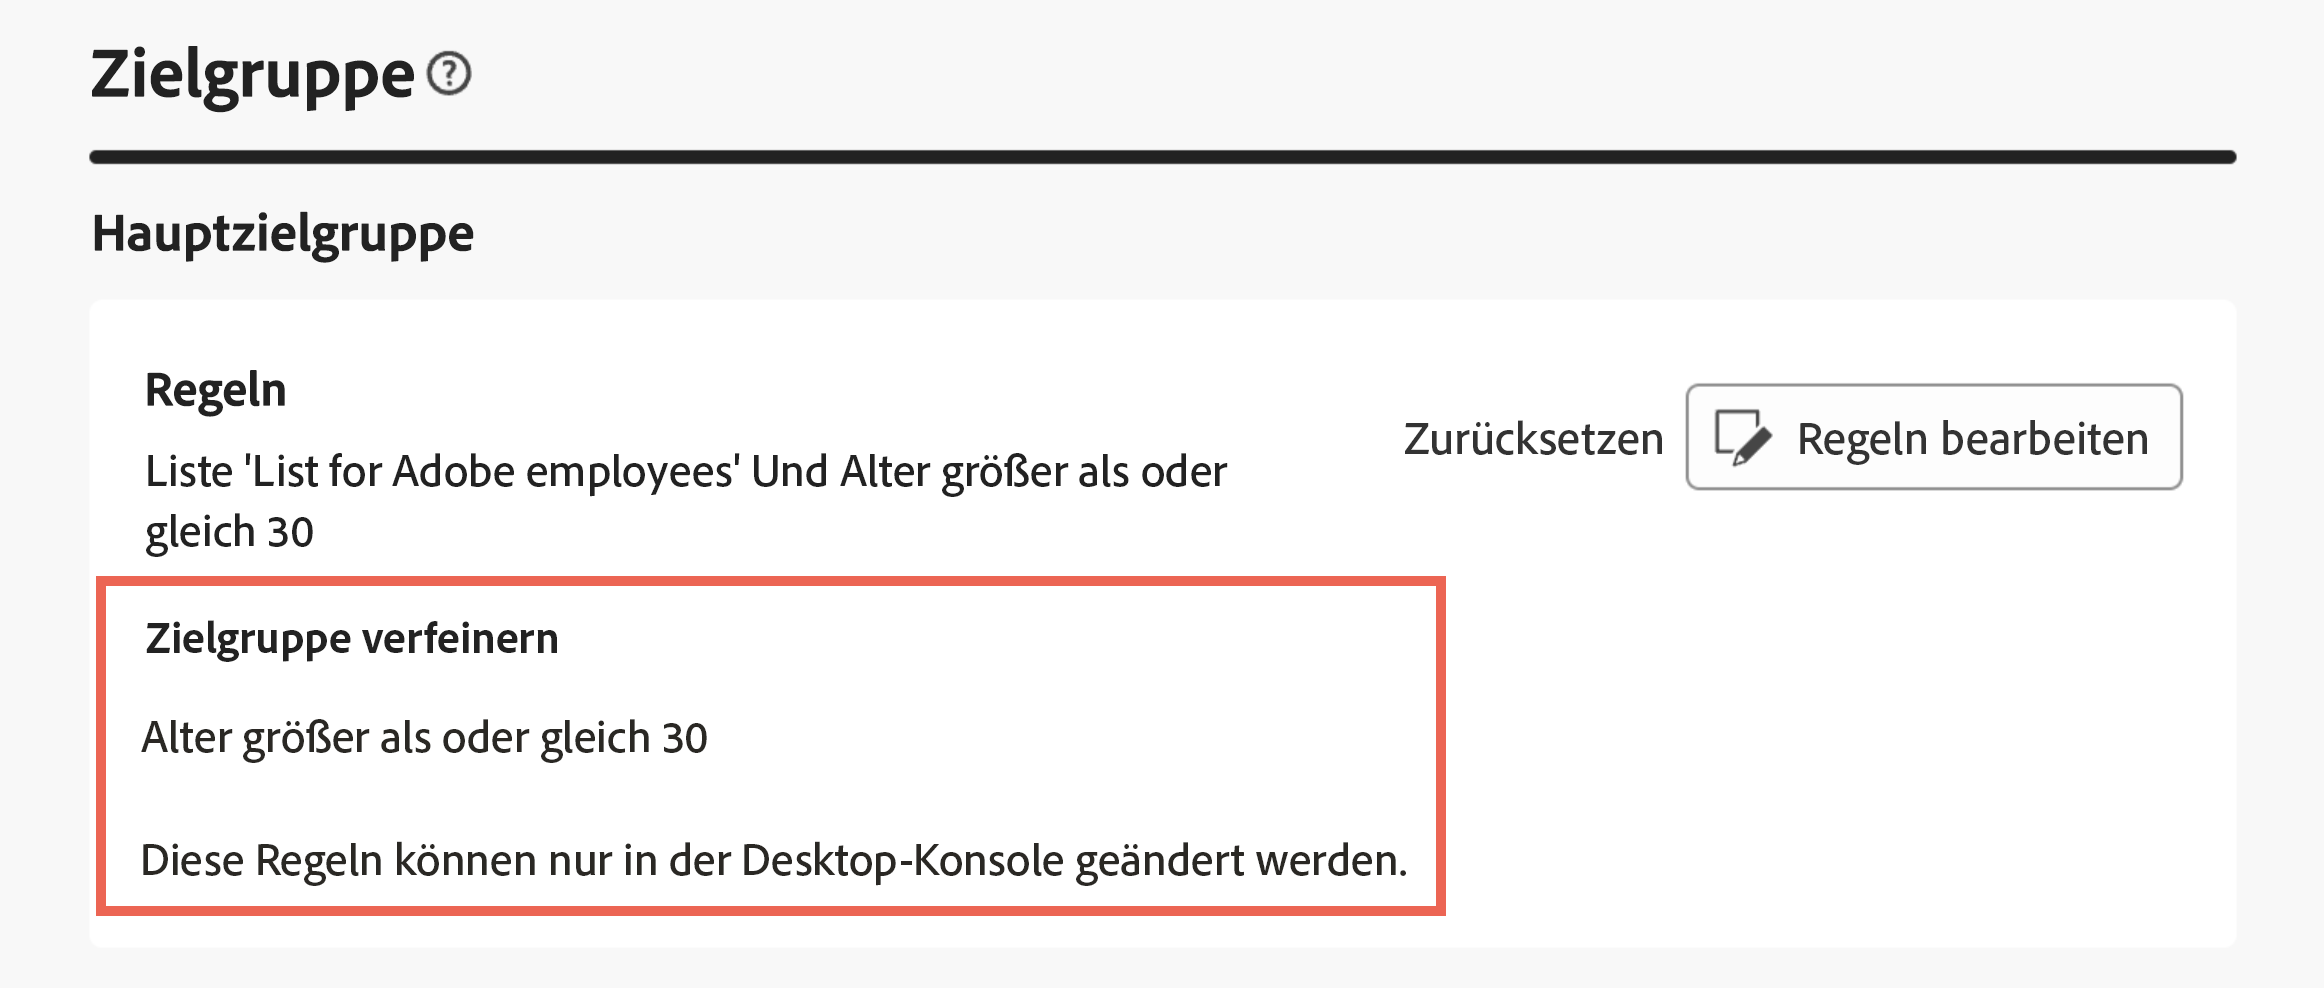 Zielgruppe
Hauptzielgruppe
Regeln
Liste 'List for Adobe employees' Und Alter größer als oder
gleich 30
Zurücksetzen
Regeln bearbeiten
Zielgruppe verfeinern
Alter größer als oder gleich 30
Diese Regeln können nur in der Desktop-Konsole geändert werden.